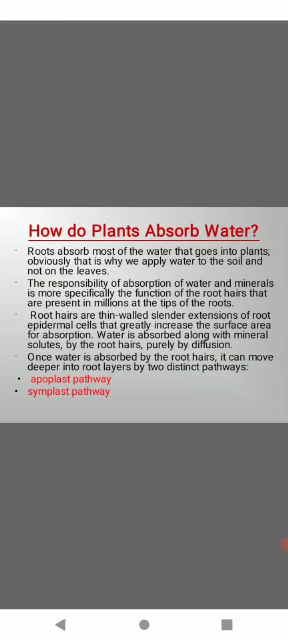 How do Plants Absorb Water?
Roots absorb most of the water that goes into plants;
obviously that is why we apply water to the soil and
not on the leaves.
The responsibility of absorption of water and minerals
is more specifically the function of the root hairs that
are present in millions at the tips of the roots.
Root hairs are thin-walled slender extensions of root
epidermal cells that greatly increase the surface area
for absorption. Water is absorbed along with mineral
solutes, by the root hairs, purely by diffusion.
Once water is absorbed by the root hairs, it can move
deeper into root layers by two distinct pathways:
• apoplast pathway
• symplast pathway